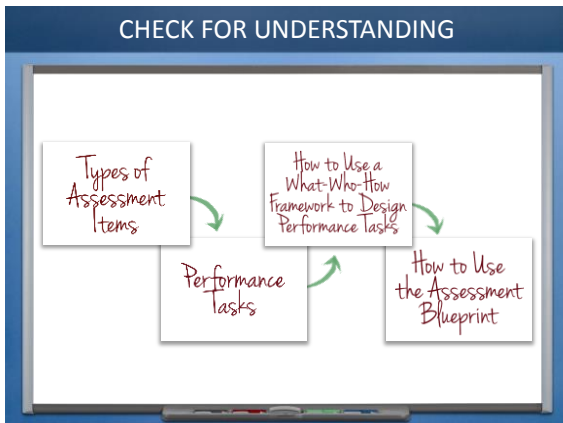 CHECK FOR UNDERSTANDING
Types of
Assessment
Items
Performance
Tasks
How to Use a
What-Who-How
Framework to Design
Performance Tasks
How to Use
the Assessment
Blueprint